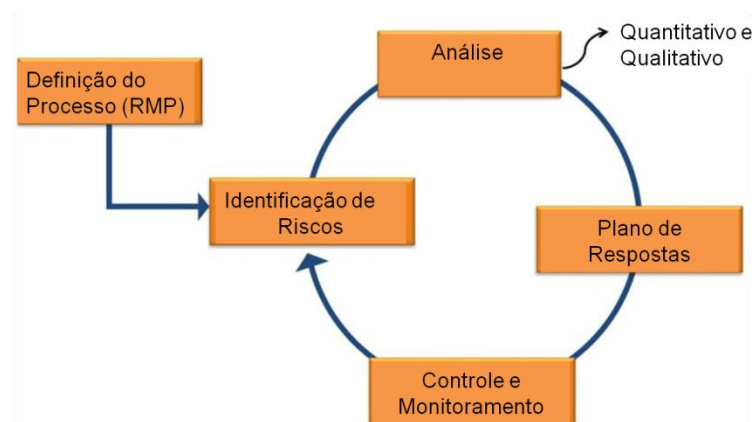 Definição do
Processo (RMP)
Análise
Quantitativo e
Qualitativo
Identificação de
Riscos
Plano de
Respostas
Controle e
Monitoramento